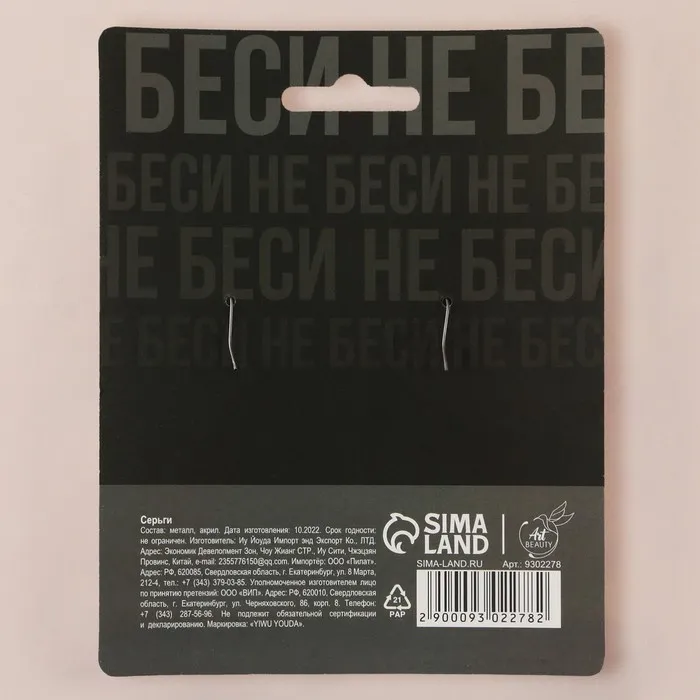 БЕСИ НЕ БЕ
БЕСИ НЕ БЕСИ НЕ БЕ
НЕ БЕСИ НЕ БЕСИ
БЕСИ НЕ БЕСИ НЕ БЕСИ
Серьги
Состав: металл, акрил. Дата изготовления: 10.2022. Срок годности:
не ограничен. Изготовитель: Иу Йоуда Импорт энд Экспорт Ко., ЛТД.
Адрес: Экономик Девелопмент Зон, Чоу Жианг СТР., Иу Сити, Чжэцзян
Провинс, Китай, e-mail: 2355776150@qq.com. Импортёр: ООО «Пилат».
Адрес: РФ, 620085, Свердловская область, г. Екатеринбург, ул. 8 Марта,
212-4, тел.: +7 (343) 379-03-85. Уполномоченное изготовителем лицо
по принятию претензий: ООО «ВИП». Адрес: РФ, 620010, Свердловская
область, г. Екатеринбург, ул. Черняховского, 86, корп. 8. Телефон:
+7 (343) 287-56-96. Не подлежит обязательной сертификации
и декларированию. Маркировка: «YIWU YOUDA».
SIMA
LAND
Art
BEAUTY
SIMA-LAND.RU
Арт.: 9302278
21
PAP
2 900093 022782